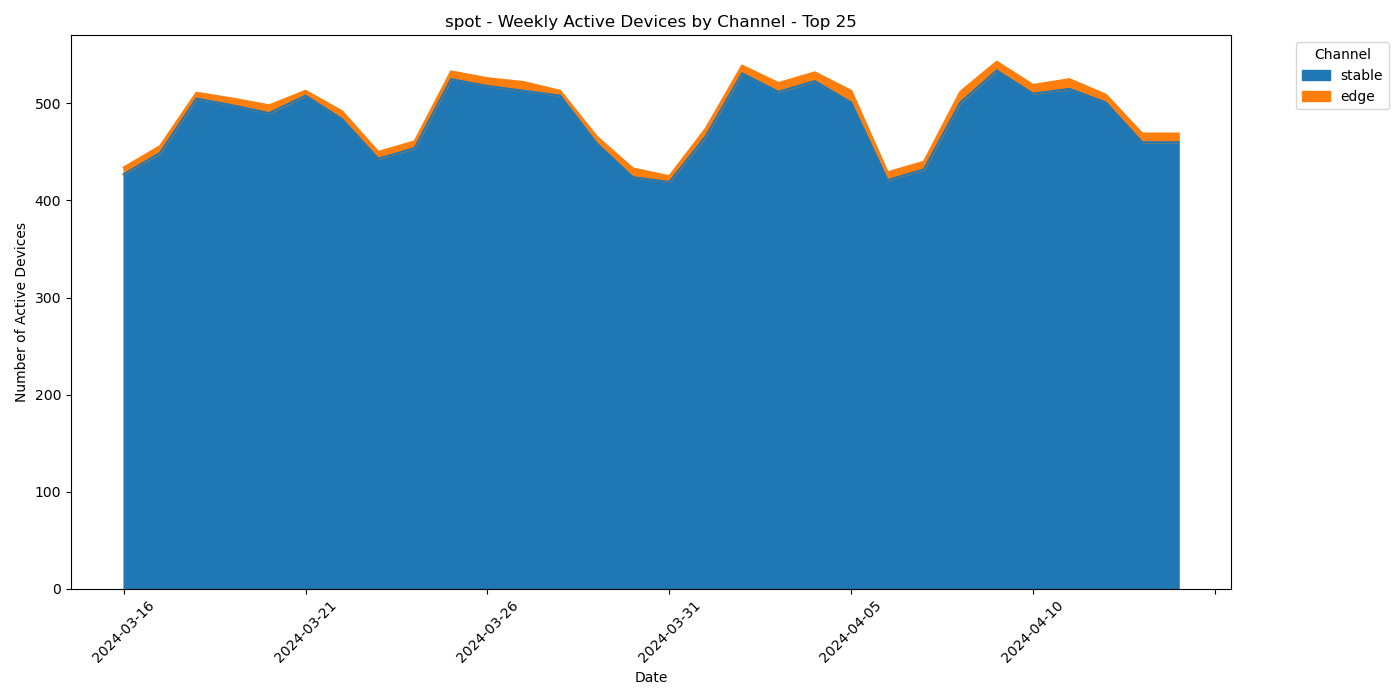 spot - Weekly Active Devices by Channel - Top 25
Channel
stable
edge
Number of Active Devices
500
400
300
200
100
0
2024-03-16
2024-03-21
2024-03-26
2024-03-31
2024-04-05
2024-04-10
Date